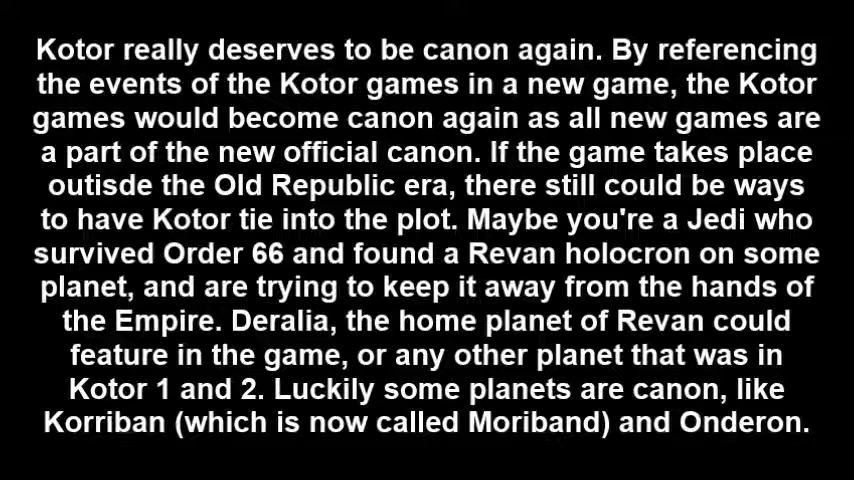 Kotor really deserves to be canon again. By referencing
the events of the Kotor games in a new game, the Kotor
games would become canon again as all new games are
a part of the new official canon. If the game takes place
outisde the Old Republic era, there still could be ways
to have Kotor tie into the plot. Maybe you're a Jedi who
survived Order 66 and found a Revan holocron on some
planet, and are trying to keep it away from the hands of
the Empire. Deralia, the home planet of Revan could
feature in the game, or any other planet that was in
Kotor 1 and 2. Luckily some planets are canon, like
Korriban (which is now called Moriband) and Onderon.